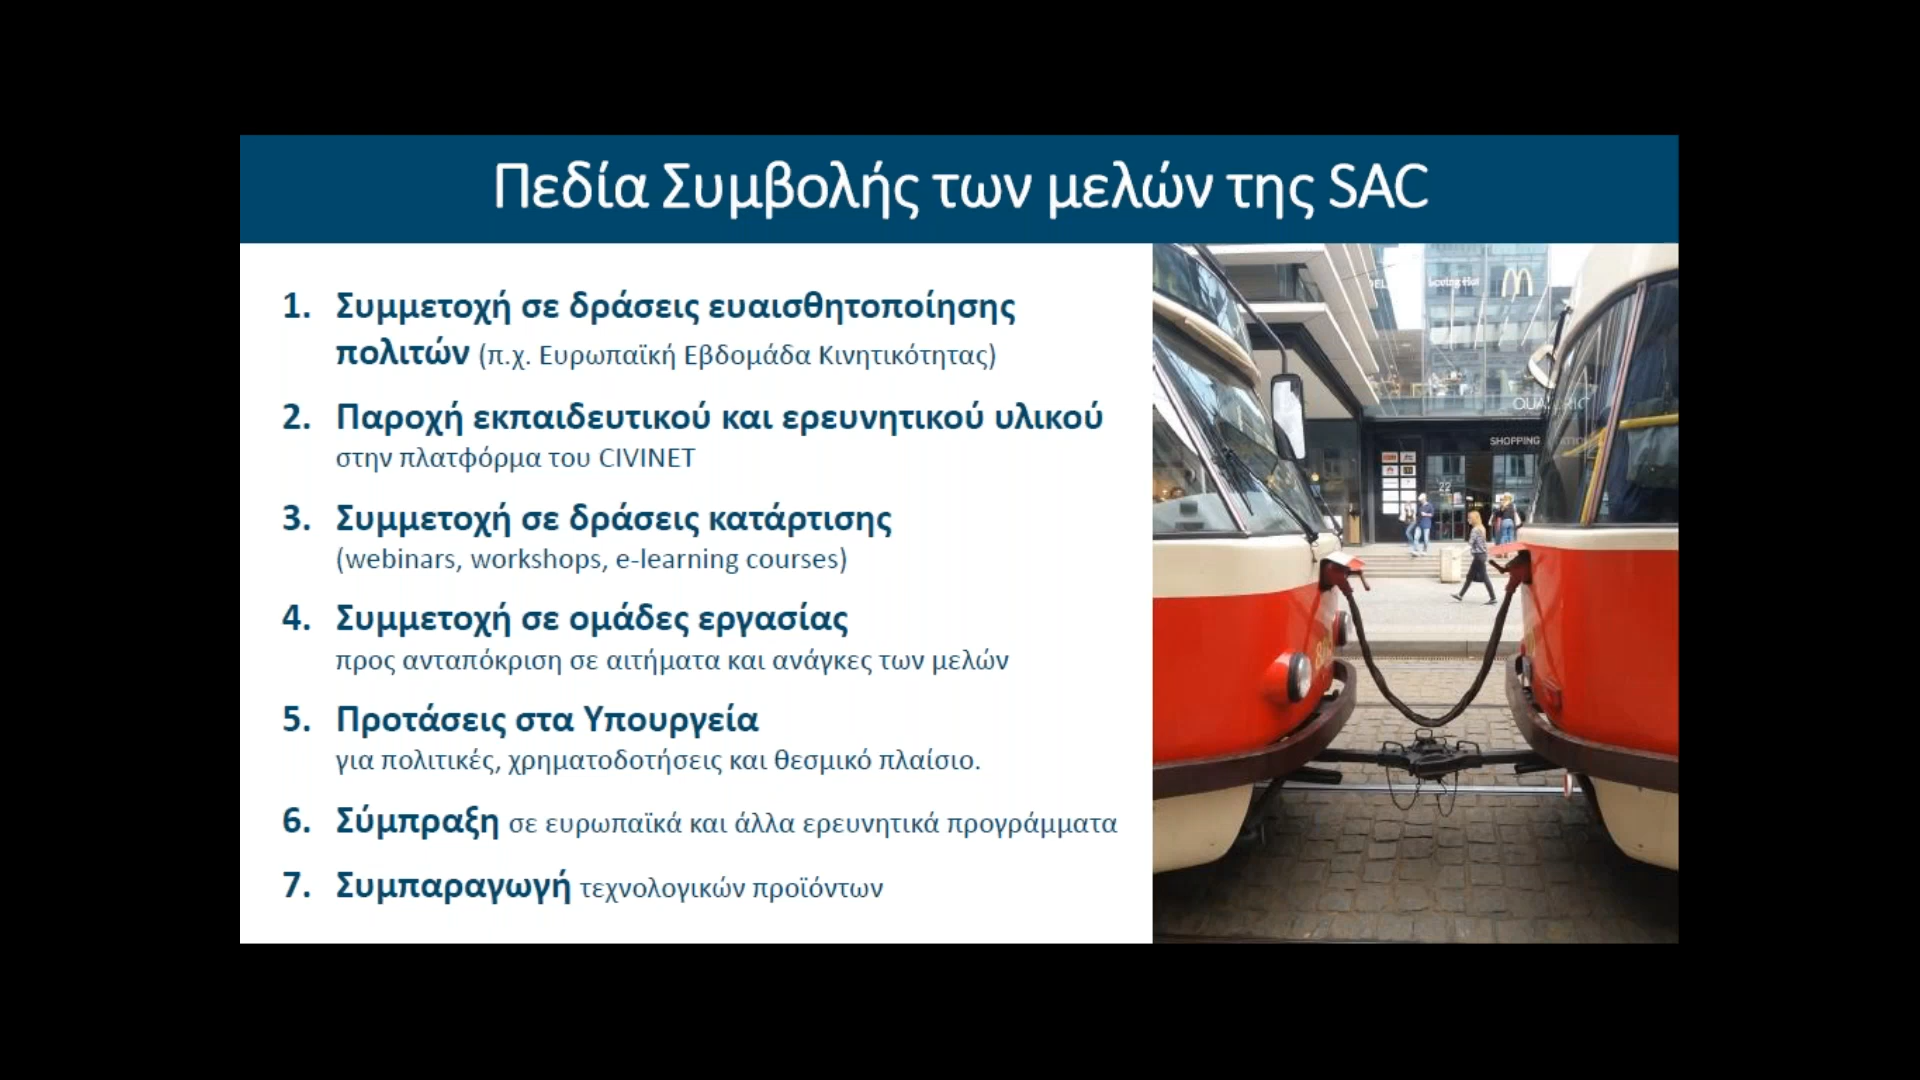 Πεδία Συμβολής των μελών της SAC
1. Συμμετοχή σε δράσεις ευαισθητοποίησης
πολιτών (π.χ. Ευρωπαϊκή Εβδομάδα Κινητικότητας)
2. Παροχή εκπαιδευτικού και ερευνητικού υλικού
στην πλατφόρμα του CIVINET
3. Συμμετοχή σε δράσεις κατάρτισης
(webinars, workshops, e-learning courses)
4. Συμμετοχή σε ομάδες εργασίας
προς ανταπόκριση σε αιτήματα και ανάγκες των μελών
5. Προτάσεις στα Υπουργεία
για πολιτικές, χρηματοδοτήσεις και θεσμικό πλαίσιο.
6. Σύμπραξη σε ευρωπαϊκά και άλλα ερευνητικά προγράμματα
7. Συμπαραγωγή τεχνολογικών προϊόντων
SHOPPING
22